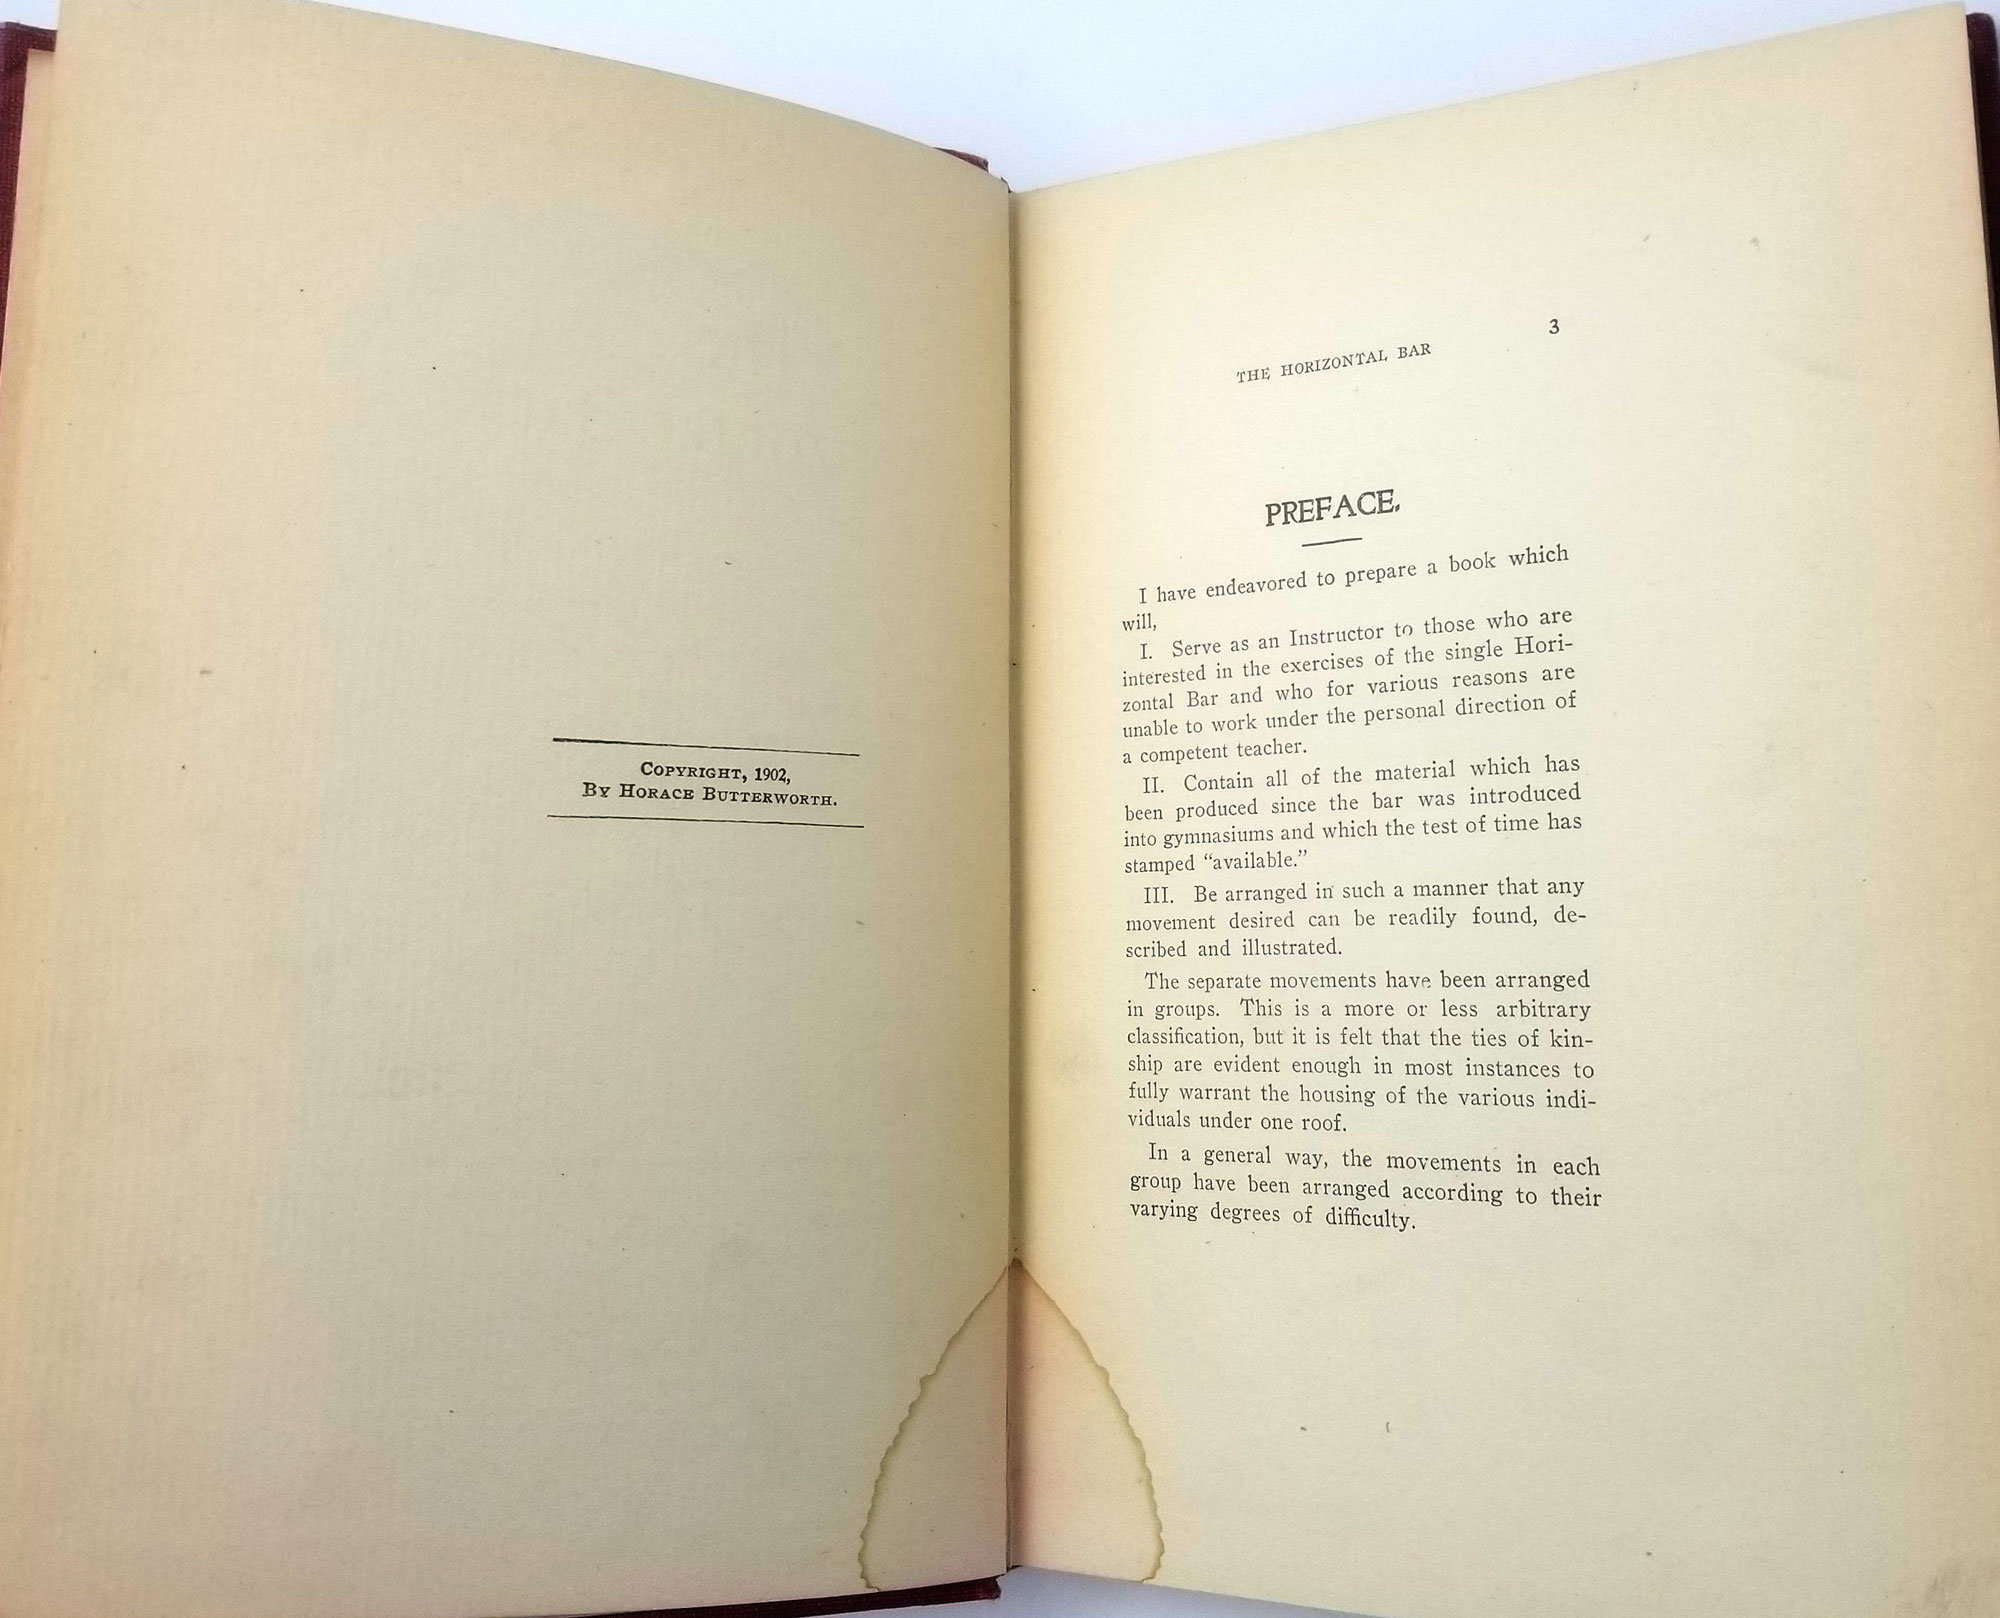 COPYRIGHT, 1902,
BY HORACE BUTTERWORTH.
3
THE HORIZONTAL BAR
PREFACE.
I have endeavored to prepare a book which
will,
I. Serve as an Instructor to those who are
interested in the exercises of the single Hori-
zontal Bar and who for various reasons are
unable to work under the personal direction of
a competent teacher.
II. Contain all of the material which has
been produced since the bar was introduced
into gymnasiums and which the test of time has
stamped “available.”
III. Be arranged in such a manner that any
movement desired can be readily found, de-
scribed and illustrated.
The separate movements have been arranged
in groups. This is a more or less arbitrary
classification, but it is felt that the ties of kin-
ship are evident enough in most instances to
fully warrant the housing of the various indi-
viduals under one roof.
In a general way, the movements in each
group have been arranged according to their
varying degrees of difficulty.